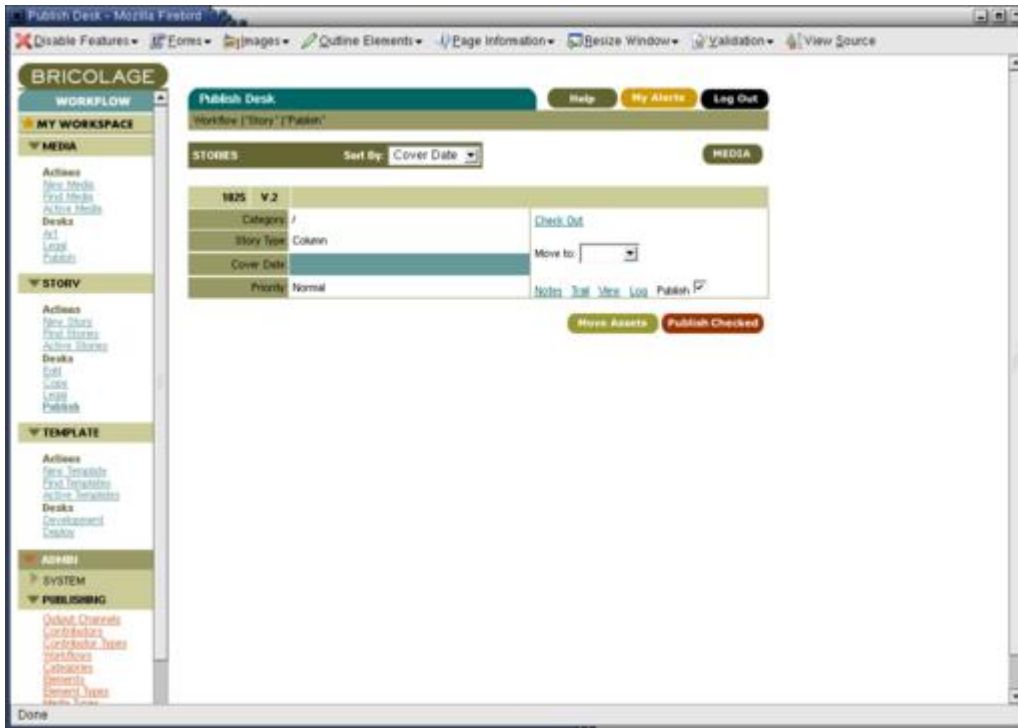 Publish Desk - Mozilla Firebird
Disable Features Forms Images Outline Elements Page Information Resize Window Validation View Source
BRICOLAGE
WORKFLOW
MY WORKSPACE
MEDIA
Actions
New Media
Find Media
Active Media
Desks
Art
Legal
Publish
STORY
Actions
New Story
Find Stories
Active Stories
Desks
Edit
Copy
Legal
Publish
TEMPLATE
Actions
New Template
Find Templates
Active Templates
Desks
Development
Deploy
ADMIN
SYSTEM
PUBLISHING
Output Channels
Contributors
Contributor Types
Workflows
Categories
Elements
Element Types
Media Types
Publish Desk Help My Alerts Log Out
Workflow | "Story" | "Publish"
STORIES Sort By: Cover Date MEDIA
1025 V.2
Category: / Check Out
Story Type: Column
Move to:
Cover Date:
Priority: Normal Notes Trail View Log Publish
Move Assets Publish Checked
Done